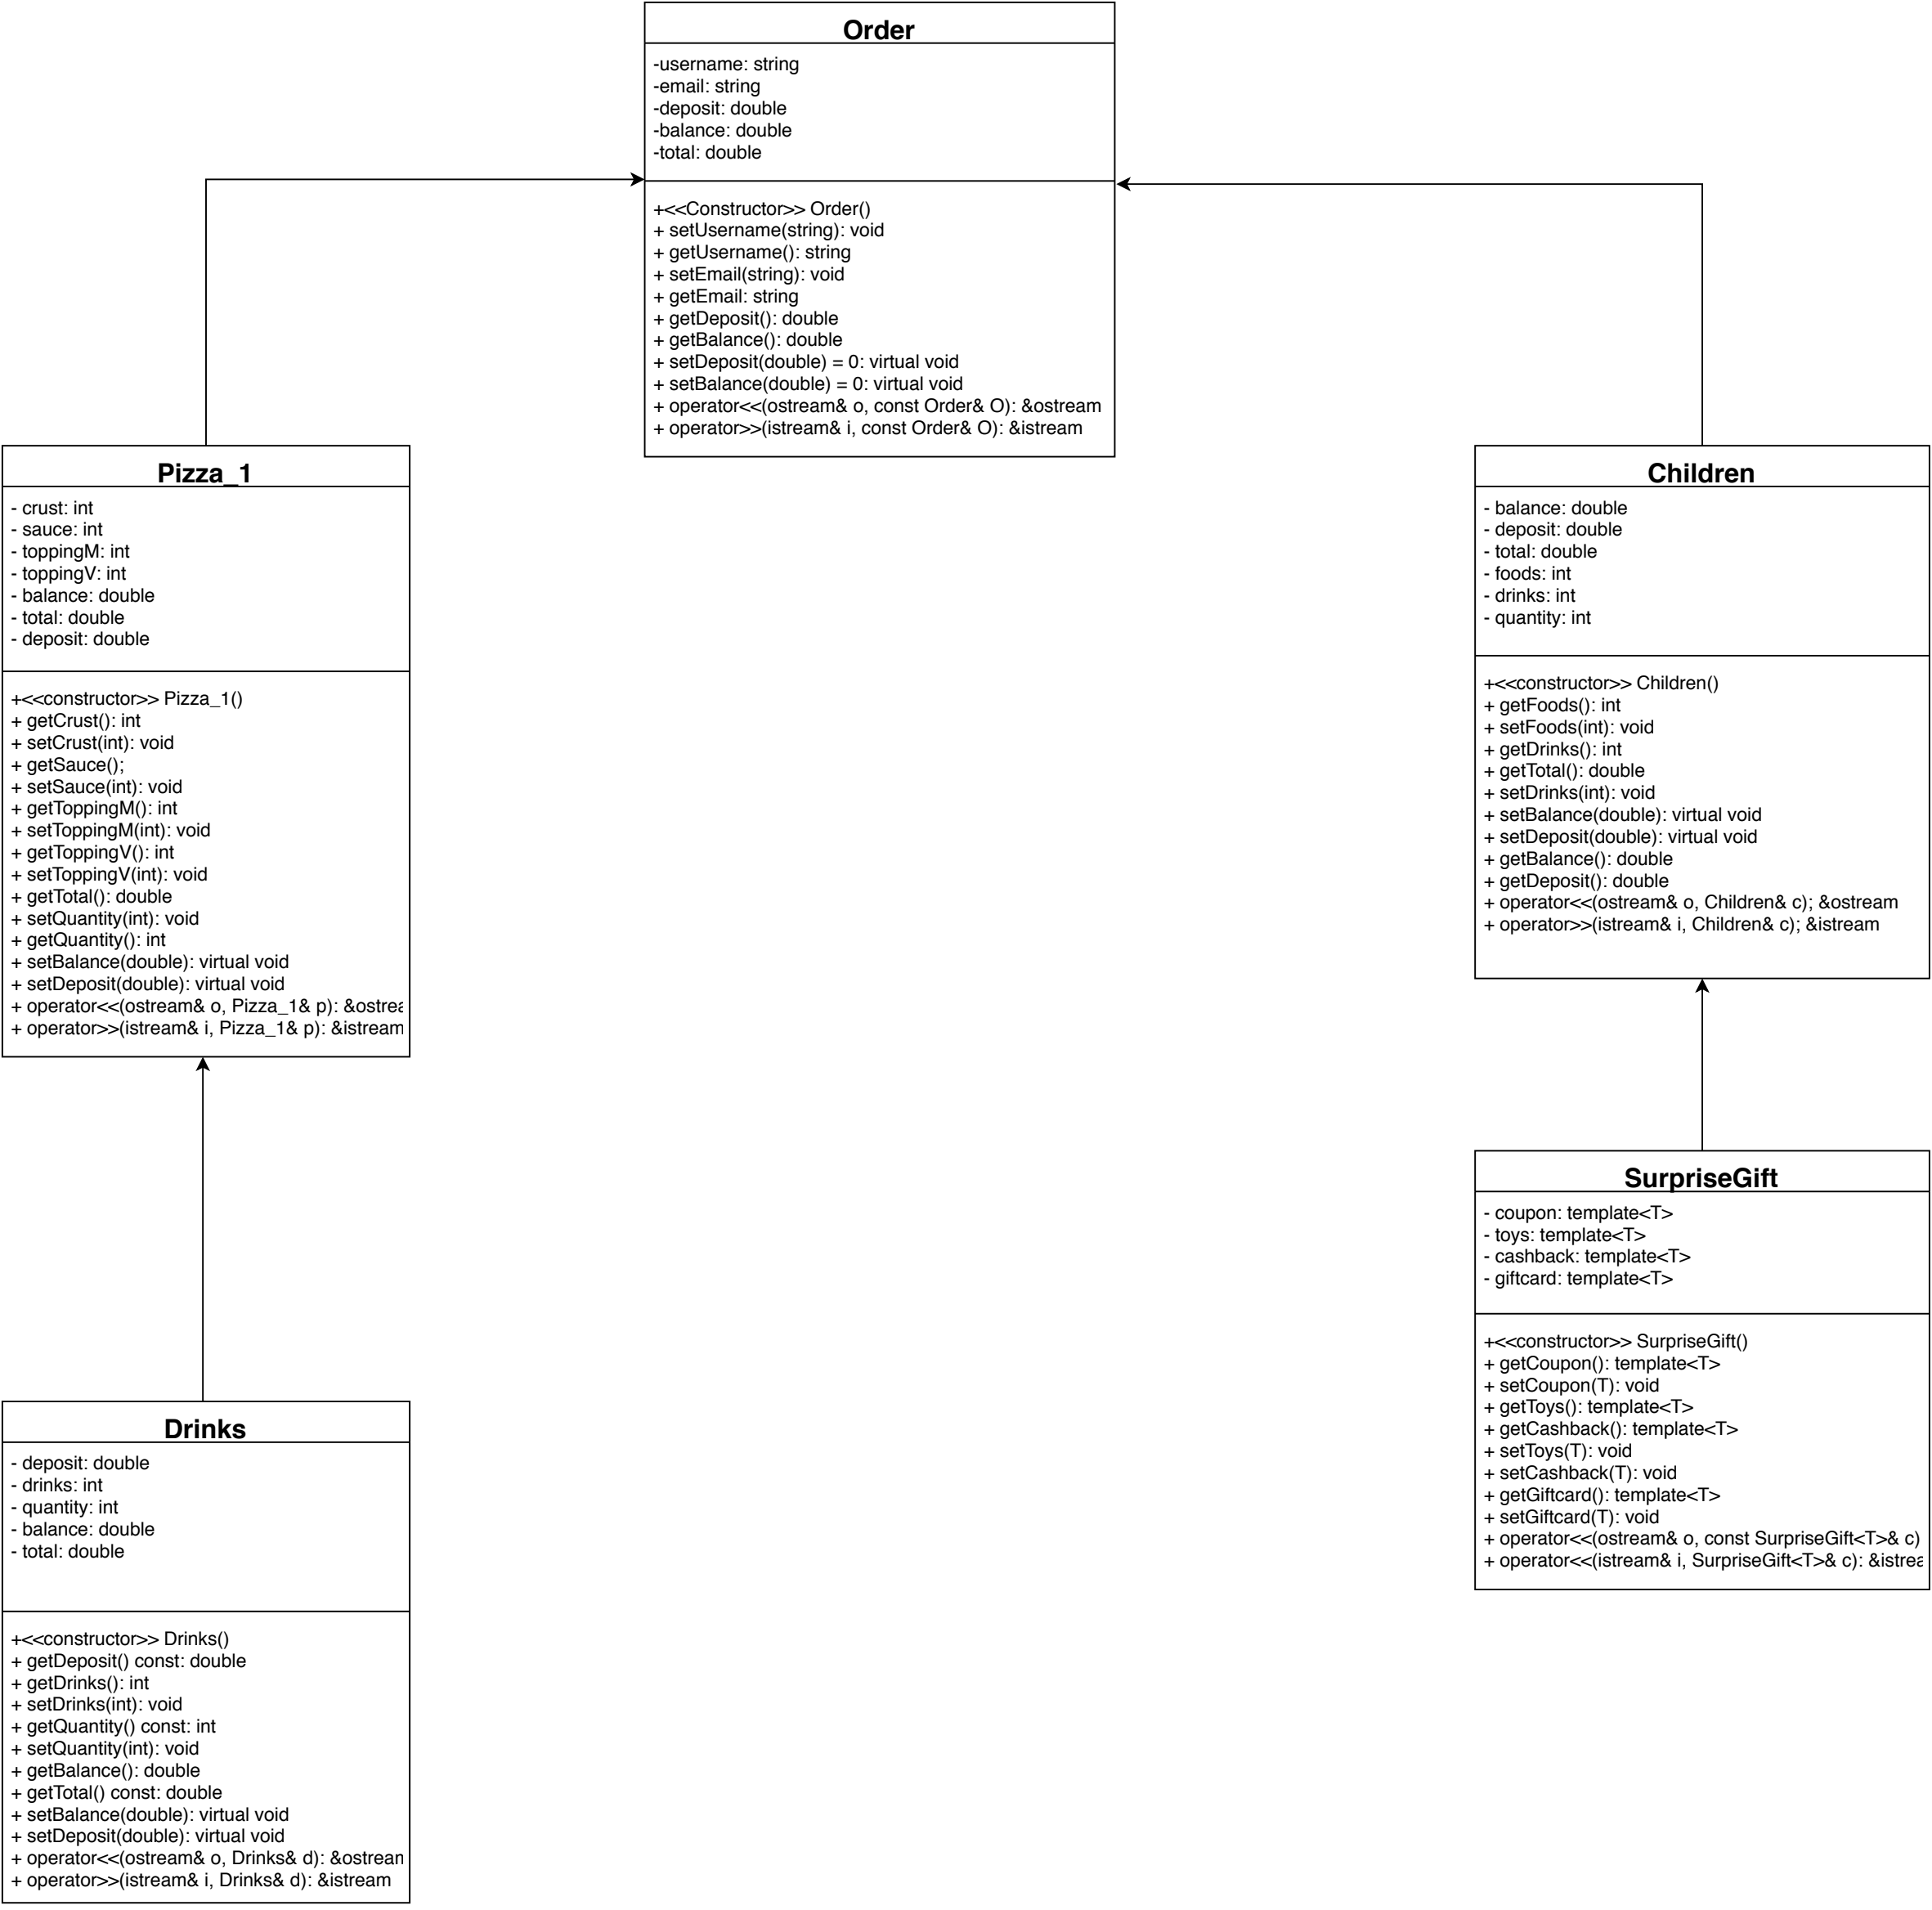 Order
-username: string
-email: string
-deposit: double
-balance: double
-total: double
+<<Constructor>> Order()
+ setUsername(string): void
+ getUsername(): string
+ setEmail(string): void
+ getEmail: string
+ getDeposit(): double
+ getBalance(): double
+ setDeposit(double) = 0: virtual void
+ setBalance(double) = 0: virtual void
+ operator<<(ostream& o, const Order& O): &ostream
+ operator>>(istream& i, const Order& O): &istream
Pizza_1
- crust: int
- sauce: int
- toppingM: int
- toppingV: int
- balance: double
- total: double
- deposit: double
+<<constructor>> Pizza_1()
+ getCrust(): int
+ setCrust(int): void
+ getSauce();
+ setSauce(int): void
+ getToppingM(): int
+ setToppingM(int): void
+ getToppingV(): int
+ setToppingV(int): void
+ getTotal(): double
+ setQuantity(int): void
+ getQuantity(): int
+ setBalance(double): virtual void
+ setDeposit(double): virtual void
+ operator<<(ostream& o, Pizza_1& p): &ostrea
+ operator>>(istream& i, Pizza_1& p): &istream
Children
- balance: double
- deposit: double
- total: double
- foods: int
- drinks: int
- quantity: int
+<<constructor>> Children()
+ getFoods(): int
+ setFoods(int): void
+ getDrinks(): int
+ getTotal(): double
+ setDrinks(int): void
+ setBalance(double): virtual void
+ setDeposit(double): virtual void
+ getBalance(): double
+ getDeposit(): double
+ operator<<(ostream& o, Children& c); &ostream
+ operator>>(istream& i, Children& c); &istream
SurpriseGift
- coupon: template<T>
- toys: template<T>
- cashback: template<T>
- giftcard: template<T>
+<<constructor>> SurpriseGift()
+ getCoupon(): template<T>
+ setCoupon(T): void
+ getToys(): template<T>
+ getCashback(): template<T>
+ setToys(T): void
+ setCashback(T): void
+ getGiftcard(): template<T>
+ setGiftcard(T): void
+ operator<<(ostream& o, const SurpriseGift<T>& c)
+ operator<<(istream& i, SurpriseGift<T>& c): &istrea
Drinks
- deposit: double
- drinks: int
- quantity: int
- balance: double
- total: double
+<<constructor>> Drinks()
+ getDeposit() const: double
+ getDrinks(): int
+ setDrinks(int): void
+ getQuantity() const: int
+ setQuantity(int): void
+ getBalance(): double
+ getTotal() const: double
+ setBalance(double): virtual void
+ setDeposit(double): virtual void
+ operator<<(ostream& o, Drinks& d): &ostream
+ operator>>(istream& i, Drinks& d): &istream